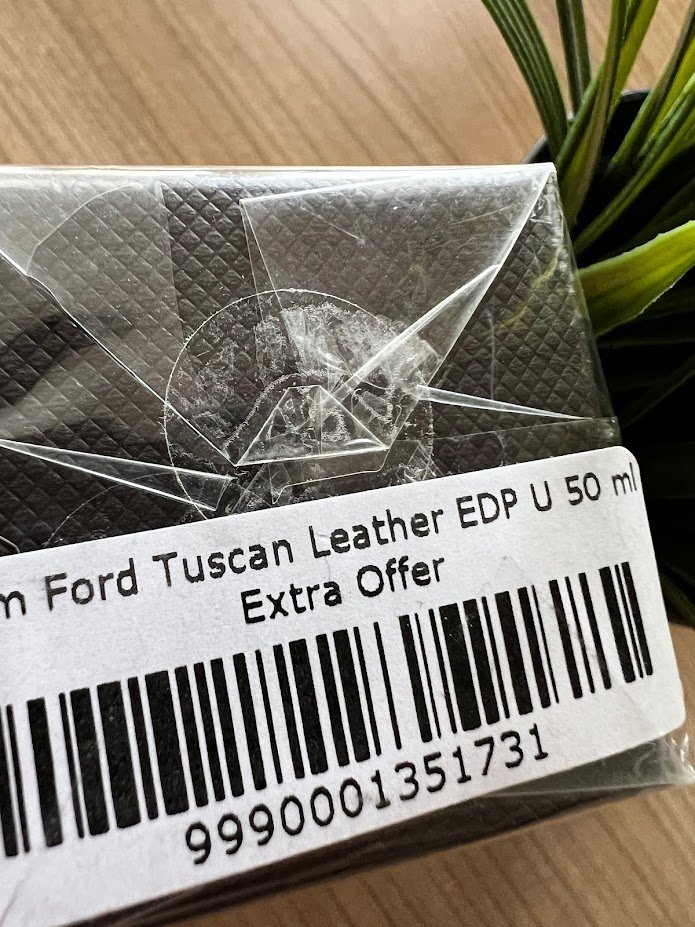 m Ford Tuscan Leather EDP U 50 ml
Extra Offer
9990001351731